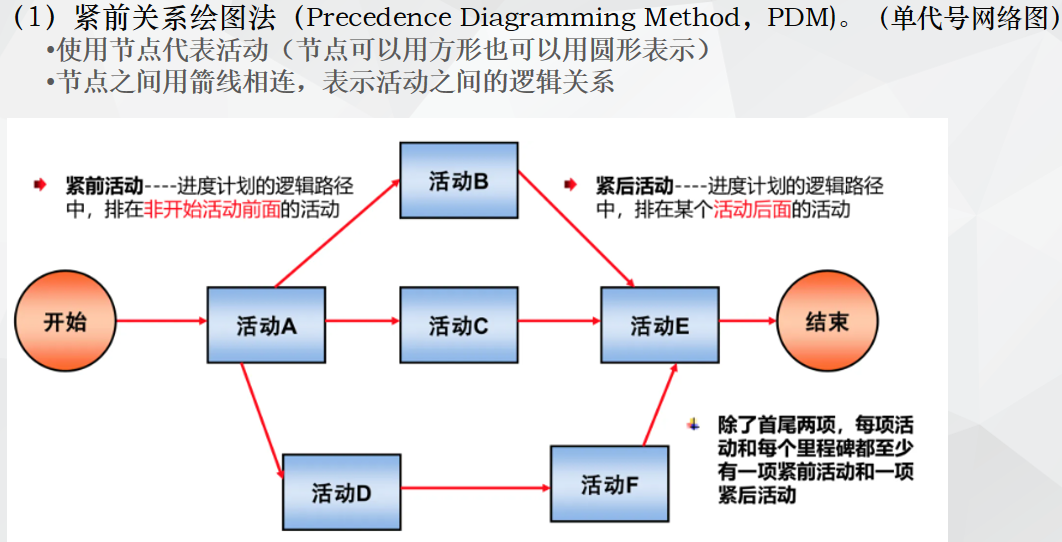 （1）紧前关系绘图法（Precedence Diagramming Method，PDM)。（单代号网络图）
•使用节点代表活动（节点可以用方形也可以用圆形表示）
•节点之间用箭线相连，表示活动之间的逻辑关系
紧前活动----进度计划的逻辑路径
中，排在非开始活动前面的活动
活动B
紧后活动----进度计划的逻辑路径
中，排在某个活动后面的活动
开始
活动A
活动C
活动E
结束
活动D
活动F
除了首尾两项，每项活
动和每个里程碑都至少
有一项紧前活动和一项
紧后活动